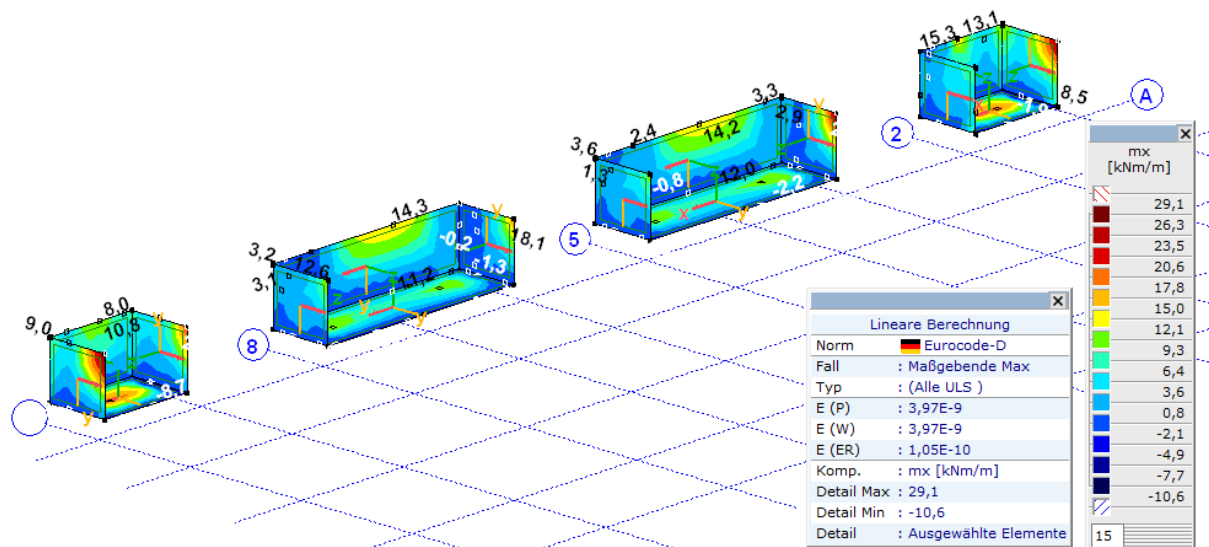 15,3
13,1
8,5
A
2
3,3
2,9
14,2
2,4
3,6
1,3
-0,8
12,0
-2,2
z
y
x
5
14,3
3,2
12,6
3,1
-0,2
18,1
1,3
11,2
8
9,0
8,0
10,8
-8,7
mx
[kNm/m]
29,1
26,3
23,5
20,6
17,8
15,0
12,1
9,3
6,4
3,6
0,8
-2,1
-4,9
-7,7
-10,6
15
Lineare Berechnung
Norm Eurocode-D
Fall : Maßgebende Max
Typ : (Alle ULS )
E (P) : 3,97E-9
E (W) : 3,97E-9
E (ER) : 1,05E-10
Komp. : mx [kNm/m]
Detail Max : 29,1
Detail Min : -10,6
Detail : Ausgewählte Elemente